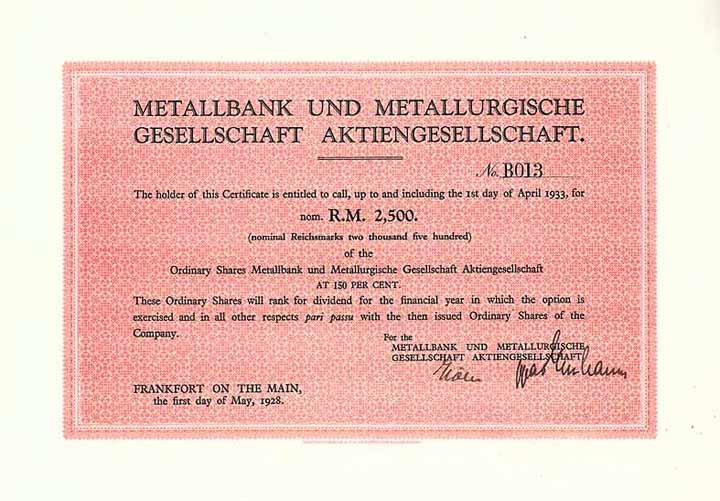 METALLBANK UND METALLURGISCHE
GESELLSCHAFT AKTIENGESELLSCHAFT.
No. B013
The holder of this Certificate is entitled to call, up to and including the 1st day of April 1933, for
nom. R.M. 2,500.
(nominal Reichsmarks two thousand five hundred)
of the
Ordinary Shares Metallbank und Metallurgische Gesellschaft Aktiengesellschaft
AT 150 PER CENT.
These Ordinary Shares will rank for dividend for the financial year in which the option is
exercised and in all other respects pari passu with the then issued Ordinary Shares of the
Company.
For the
METALLBANK UND METALLURGISCHE
GESELLSCHAFT AKTIENGESELLSCHAFT
FRANKFORT ON THE MAIN,
the first day of May, 1928.